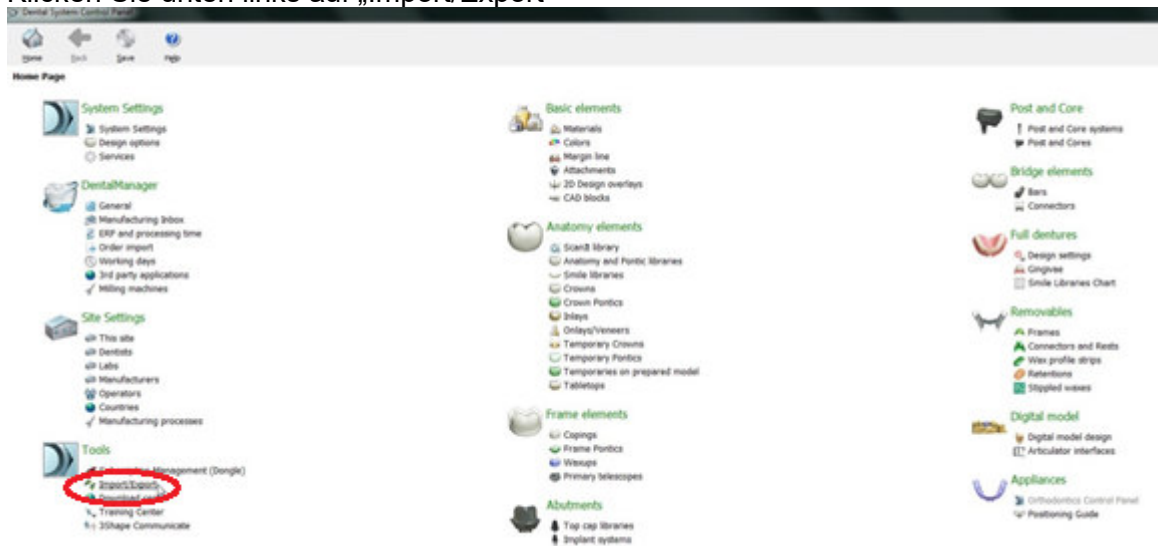 Klicken Sie unten links auf „Import/Export“
Dental System Control Panel
Home
Back
Save
Help
Home Page
System Settings
System Settings
Design options
Services
DentalManager
General
Manufacturing Inbox
ERP and processing time
Order import
Working days
3rd party applications
Milling machines
Site Settings
This site
Dentists
Labs
Manufacturers
Operators
Countries
Manufacturing processes
Tools
Management (Dongle)
Import/Export
Download
Training Center
3Shape Communicate
Basic elements
Materials
Colors
Margin line
Attachments
2D Design overlays
CAD blocks
Anatomy elements
ScanIt library
Anatomy and Pontic libraries
Smile libraries
Crowns
Crown Pontics
Inlays
Onlays/Veneers
Temporary Crowns
Temporary Pontics
Temporaries on prepared model
Tabletops
Frame elements
Copings
Frame Pontics
Waxups
Primary telescopes
Abutments
Top cap libraries
Implant systems
Post and Core
Post and Core systems
Post and Cores
Bridge elements
Bars
Connectors
Full dentures
Design settings
Gingivae
Smile Libraries Chart
Removables
Frames
Connectors and Rests
Wax profile strips
Retentions
Stippled waxes
Digital model
Digital model design
Articulator interfaces
Appliances
Orthodontics Control Panel
Positioning Guide